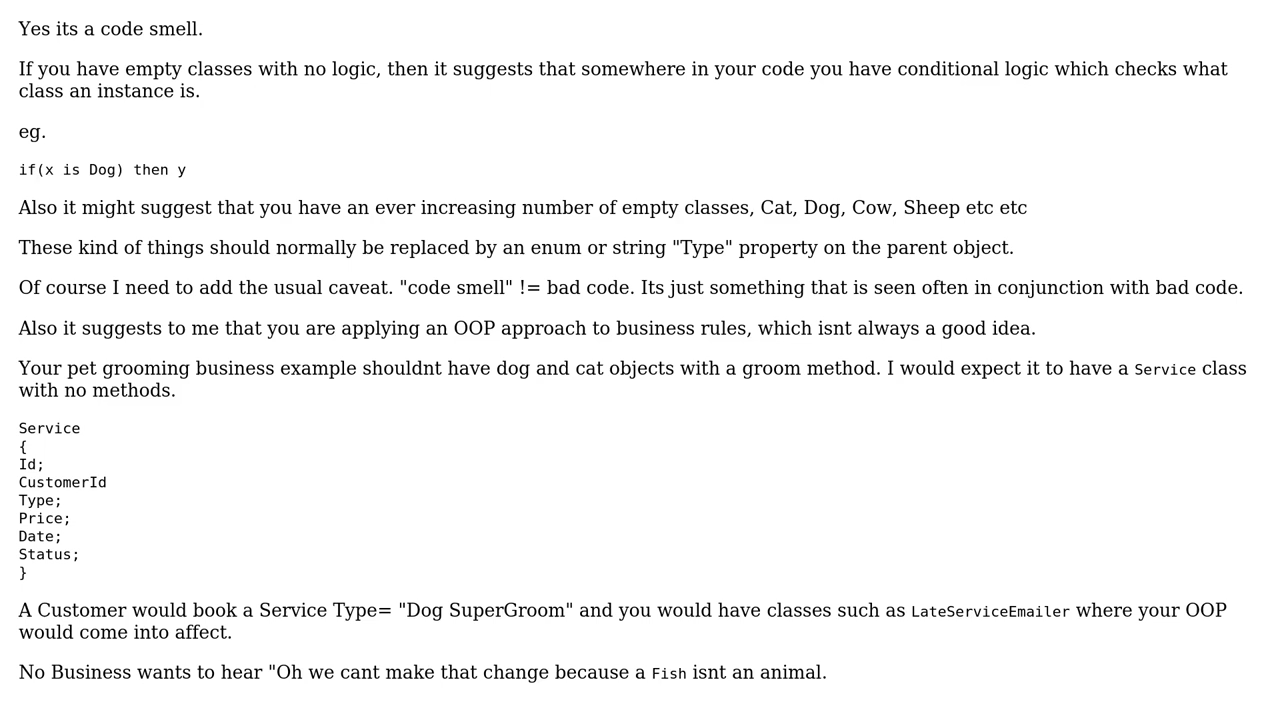 Yes its a code smell.
If you have empty classes with no logic, then it suggests that somewhere in your code you have conditional logic which checks what
class an instance is.
eg.
if(x is Dog) then y
Also it might suggest that you have an ever increasing number of empty classes, Cat, Dog, Cow, Sheep etc etc
These kind of things should normally be replaced by an enum or string "Type" property on the parent object.
Of course I need to add the usual caveat. "code smell" != bad code. Its just something that is seen often in conjunction with bad code.
Also it suggests to me that you are applying an OOP approach to business rules, which isnt always a good idea.
Your pet grooming business example shouldnt have dog and cat objects with a groom method. I would expect it to have a Service class
with no methods.
Service
{
Id;
CustomerId
Type;
Price;
Date;
Status;
}
A Customer would book a Service Type= "Dog SuperGroom" and you would have classes such as LateServiceEmailer where your OOP
would come into affect.
No Business wants to hear "Oh we cant make that change because a Fish isnt an animal.